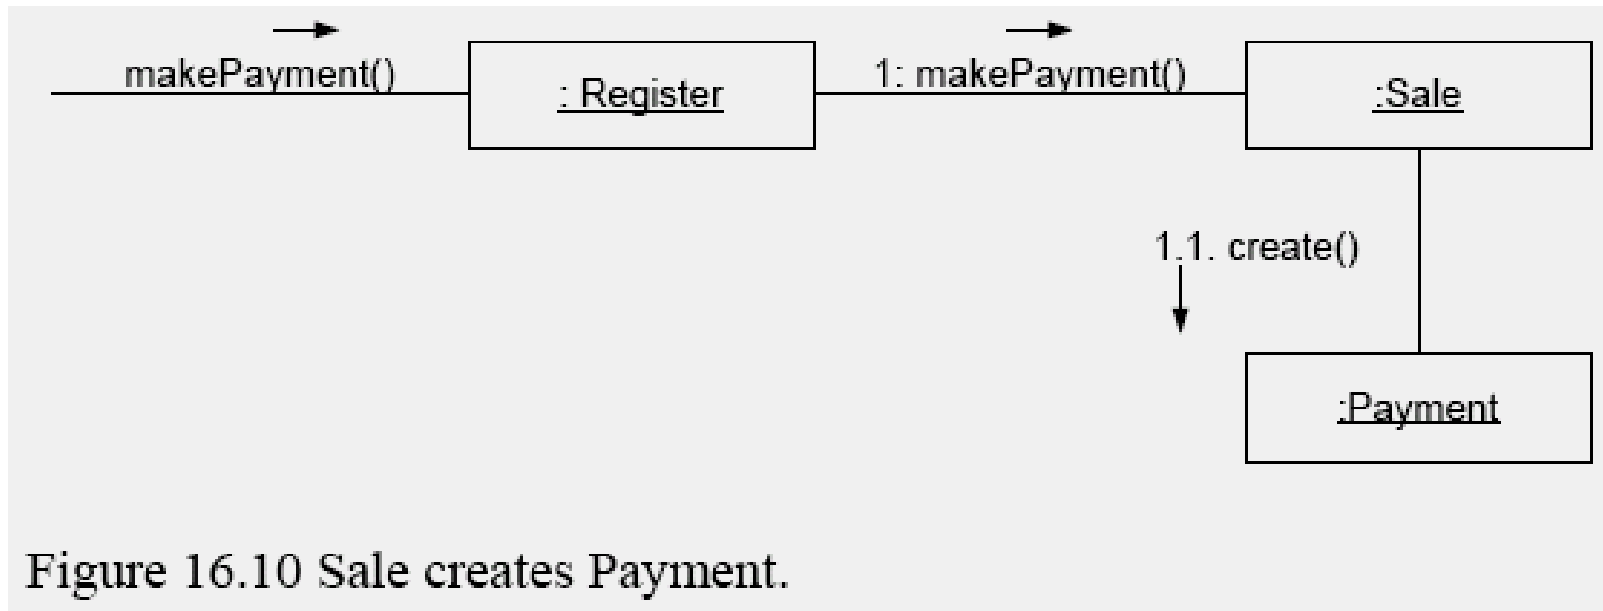 makePayment()
: Register
1: makePayment()
:Sale
1.1. create()
:Payment
Figure 16.10 Sale creates Payment.